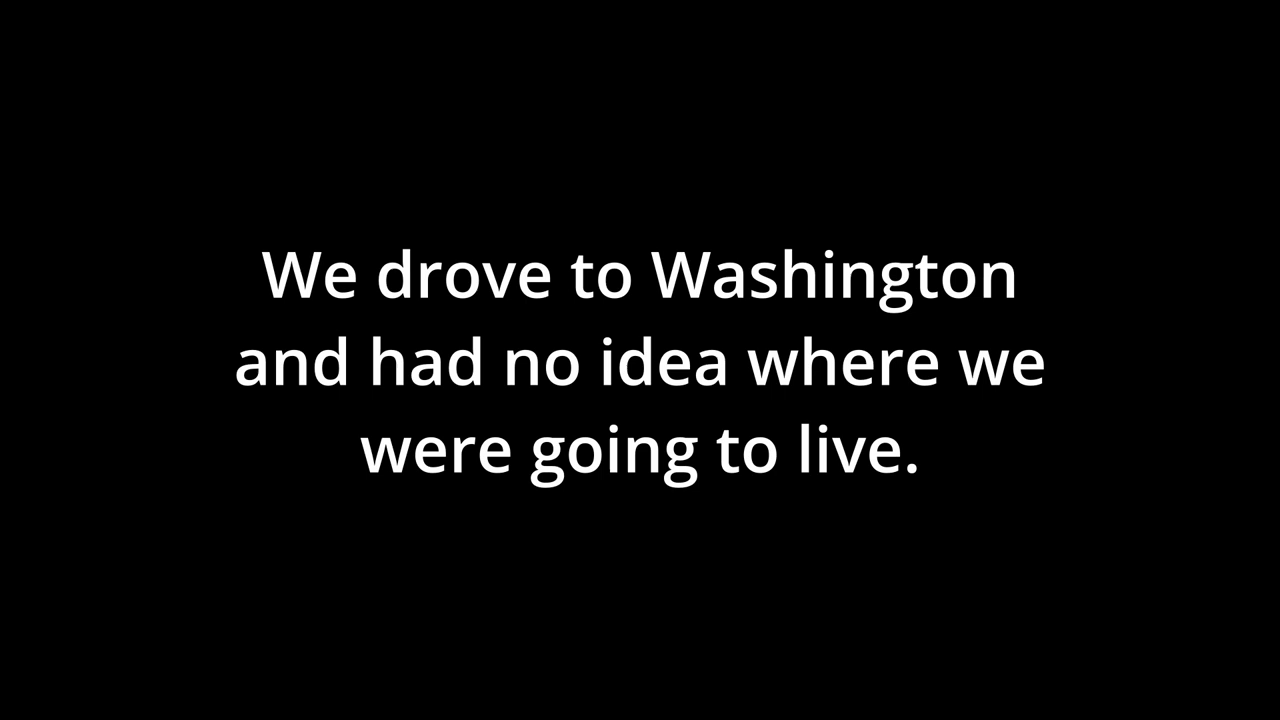 We drove to Washington
and had no idea where we
were going to live.